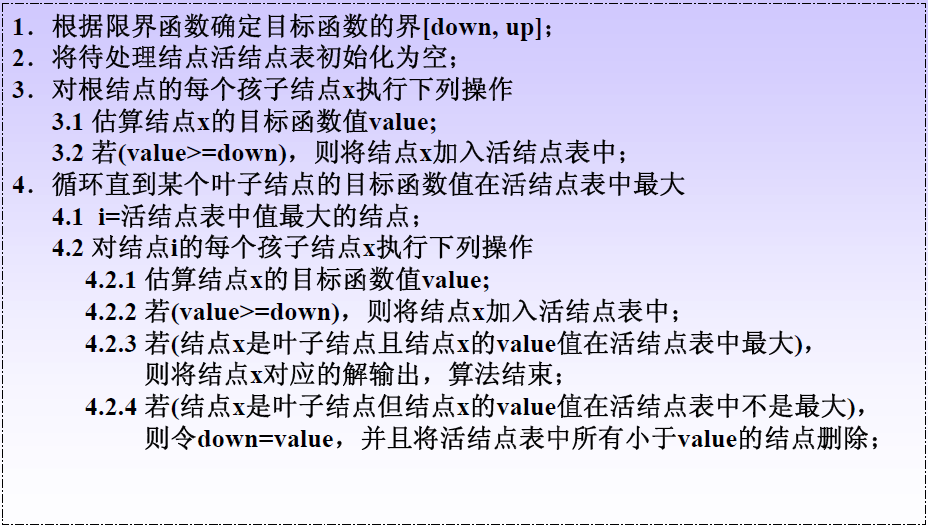 1．根据限界函数确定目标函数的界[down, up]；
2．将待处理结点活结点表初始化为空；
3．对根结点的每个孩子结点x执行下列操作
3.1 估算结点x的目标函数值value;
3.2 若(value>=down)，则将结点x加入活结点表中；
4．循环直到某个叶子结点的目标函数值在活结点表中最大
4.1 i=活结点表中值最大的结点；
4.2 对结点i的每个孩子结点x执行下列操作
4.2.1 估算结点x的目标函数值value;
4.2.2 若(value>=down)，则将结点x加入活结点表中；
4.2.3 若(结点x是叶子结点且结点x的value值在活结点表中最大)，
则将结点x对应的解输出，算法结束；
4.2.4 若(结点x是叶子结点但结点x的value值在活结点表中不是最大)，
则令down=value，并且将活结点表中所有小于value的结点删除；